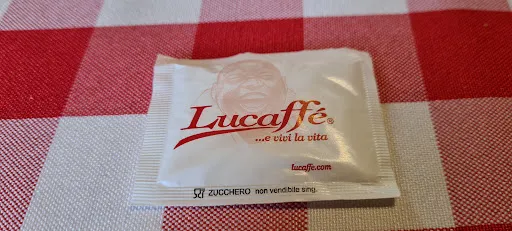 Lucaffé®
...e vivi la vita
lucaffe.com
ZUCCHERO non vendibile sing.